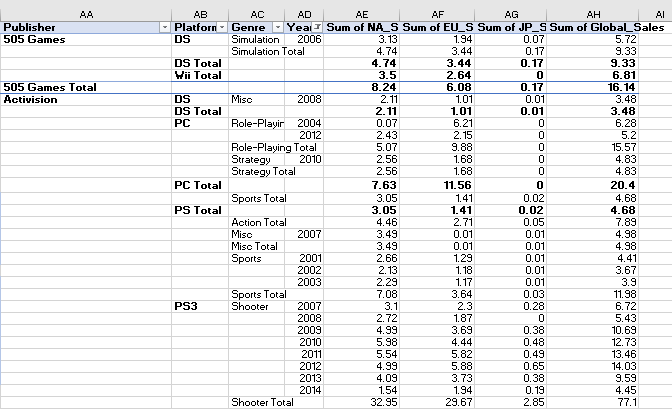 AA AB AC AD AE AF AG AH AI
Publisher Platform Genre Year Sum of NA_S Sum of EU_S Sum of JP_S Sum of Global_Sales
505 Games DS Simulation 2006 3.13 1.94 0.07 5.72
Simulation Total 4.74 3.44 0.17 9.33
DS Total 4.74 3.44 0.17 9.33
Wii Total 3.5 2.64 0 6.81
505 Games Total 8.24 6.08 0.17 16.14
Activision DS Misc 2008 2.11 1.01 0.01 3.48
DS Total 2.11 1.01 0.01 3.48
PC Role-Playin 2004 0.07 6.21 0 6.28
2012 2.43 2.15 0 5.2
Role-Playing Total 5.07 9.88 0 15.57
Strategy 2010 2.56 1.68 0 4.83
Strategy Total 2.56 1.68 0 4.83
PC Total 7.63 11.56 0 20.4
Sports Total 3.05 1.41 0.02 4.68
PS Total 3.05 1.41 0.02 4.68
Action Total 4.46 2.71 0.05 7.89
Misc 2007 3.49 0.01 0.01 4.98
Misc Total 3.49 0.01 0.01 4.98
Sports 2001 2.66 1.29 0.01 4.41
2002 2.13 1.18 0.01 3.67
2003 2.29 1.17 0.01 3.9
Sports Total 7.08 3.64 0.03 11.98
PS3 Shooter 2007 3.1 2.3 0.28 6.72
2008 2.72 1.87 0 5.43
2009 4.99 3.69 0.38 10.69
2010 5.98 4.44 0.48 12.73
2011 5.54 5.82 0.49 13.46
2012 4.99 5.88 0.65 14.03
2013 4.09 3.73 0.38 9.59
2014 1.54 1.94 0.19 4.45
Shooter Total 32.95 29.67 2.85 77.1